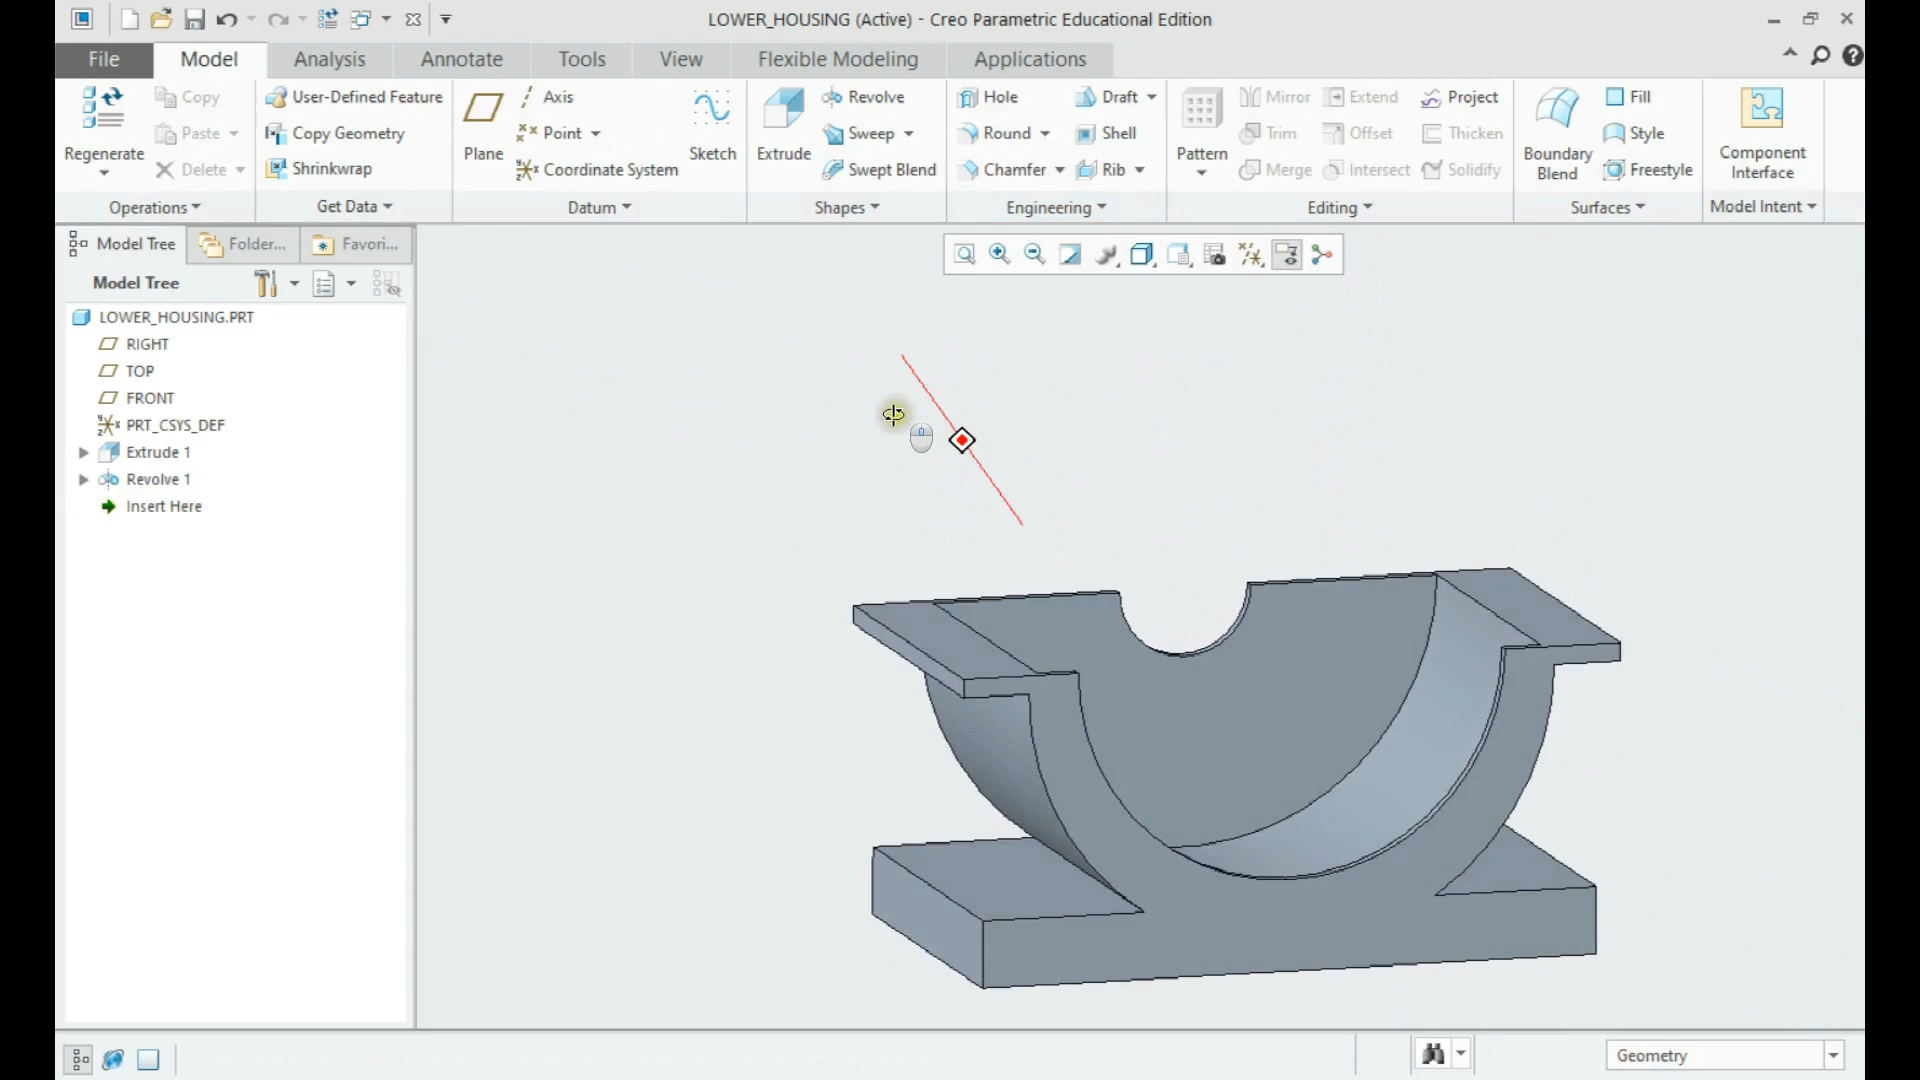 LOWER_HOUSING (Active) - Creo Parametric Educational Edition
File Model Analysis Annotate Tools View Flexible Modeling Applications
Regenerate
Copy
Paste
Delete
Operations
User-Defined Feature
Copy Geometry
Shrinkwrap
Get Data
Plane
Axis
Point
Coordinate System
Sketch
Datum
Extrude
Revolve
Sweep
Swept Blend
Shapes
Hole
Round
Chamfer
Draft
Shell
Rib
Engineering
Pattern
Mirror
Trim
Merge
Extend
Offset
Intersect
Project
Thicken
Solidify
Editing
Boundary
Blend
Fill
Style
Freestyle
Surfaces
Component
Interface
Model Intent
Model Tree Folder... Favori...
Model Tree
LOWER_HOUSING.PRT
RIGHT
TOP
FRONT
PRT_CSYS_DEF
Extrude 1
Revolve 1
Insert Here
Geometry